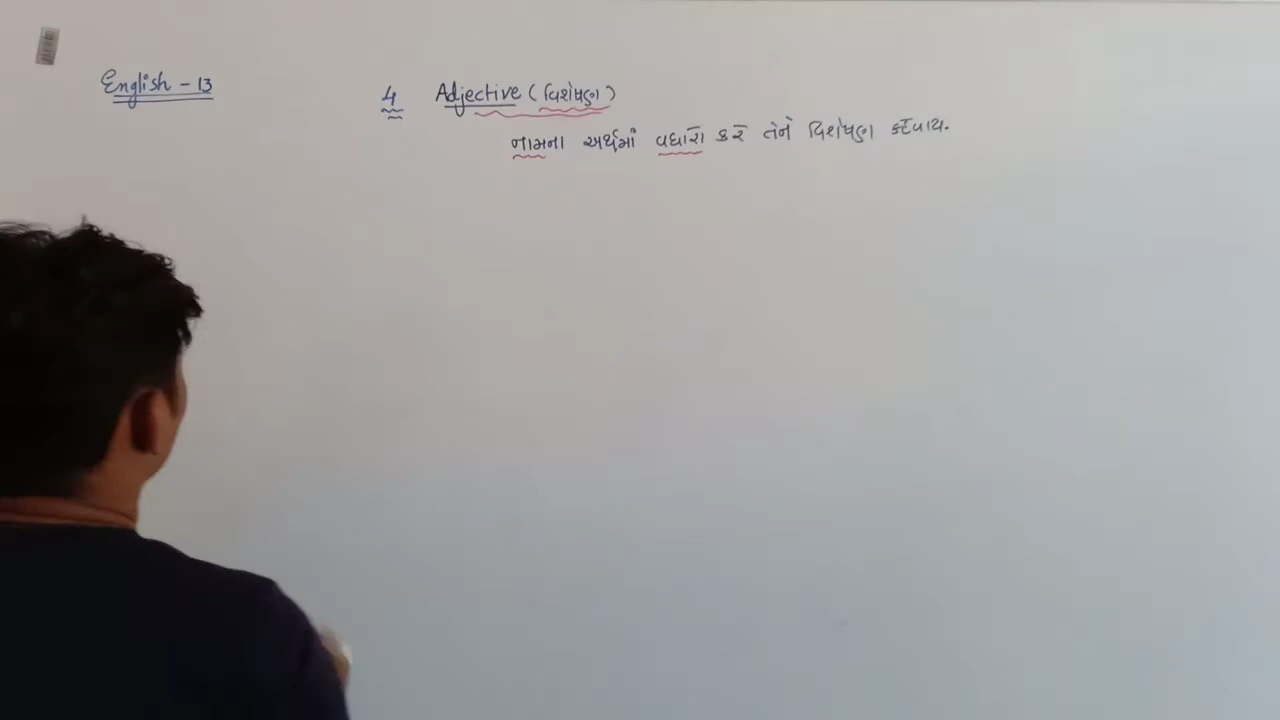 English - 13
4 Adjective ( વિશેષણ )
નામના અર્થમાં વધારો કરે તેને વિશેષણ કહેવાય.